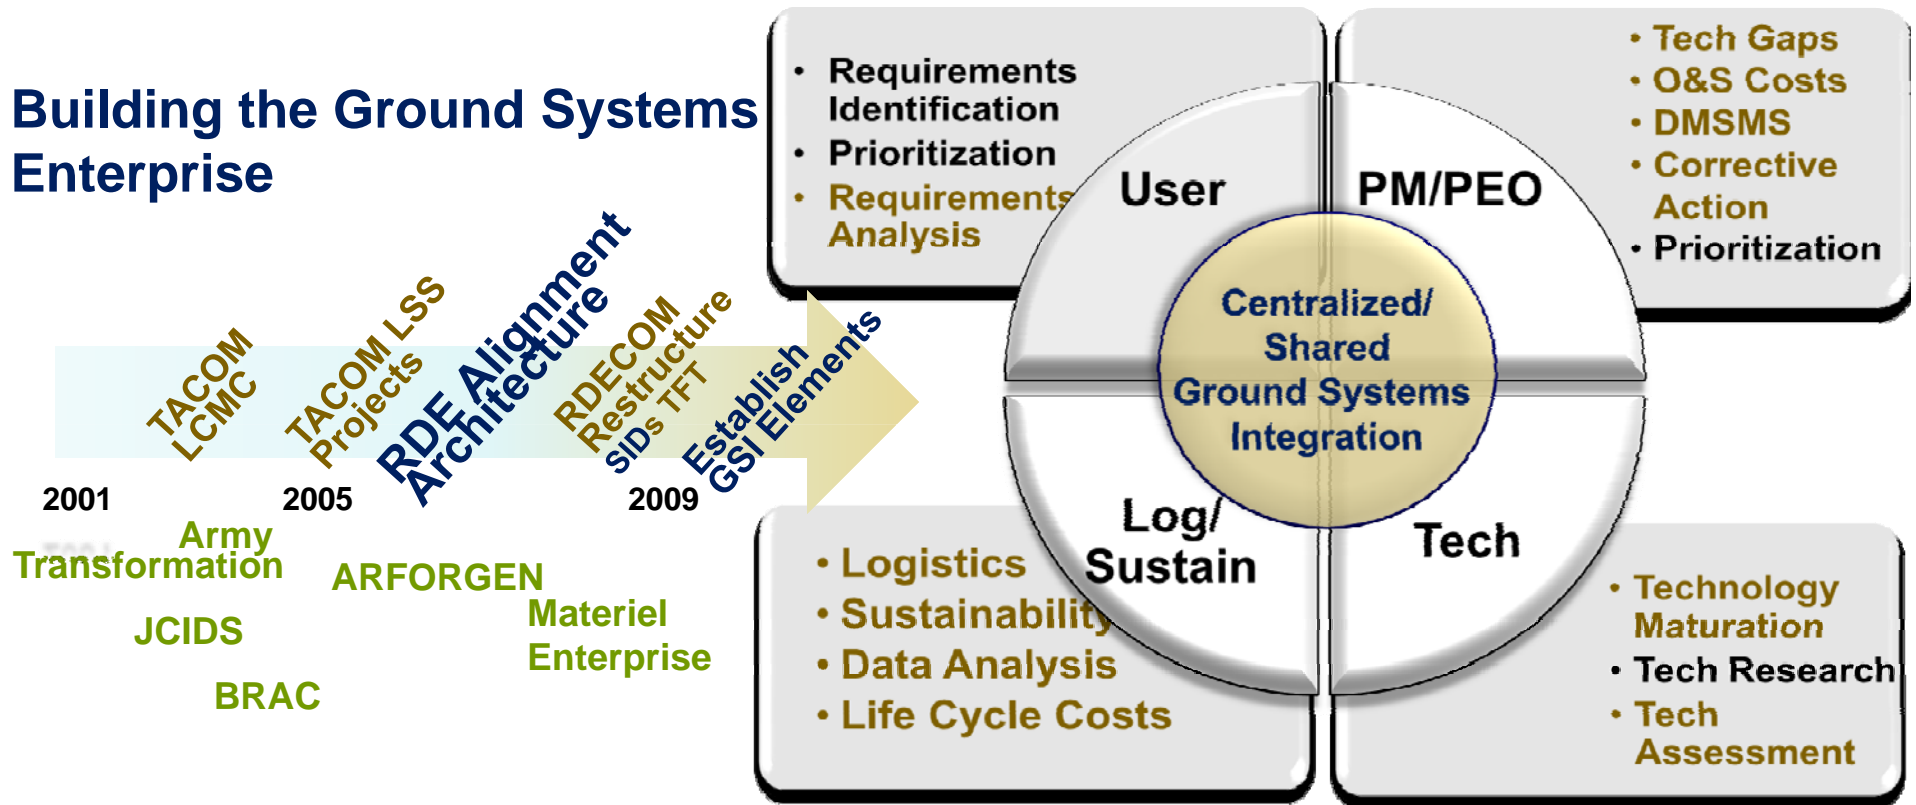 Building the Ground Systems
Enterprise
TACOM
LCMC
TACOM LSS
Projects
RDE Alignment
Architecture
RDECOM
Restructure
SIDs TFT
Establish
GSI Elements
2001
2005
2009
Army
Transformation
ARFORGEN
JCIDS
Materiel
Enterprise
BRAC
• Requirements
Identification
• Prioritization
• Requirements
Analysis
User
PM/PEO
• Tech Gaps
• O&S Costs
• DMSMS
• Corrective
Action
• Prioritization
Centralized/
Shared
Ground Systems
Integration
Log/
Sustain
Tech
• Logistics
• Sustainability
• Data Analysis
• Life Cycle Costs
• Technology
Maturation
• Tech Research
• Tech
Assessment